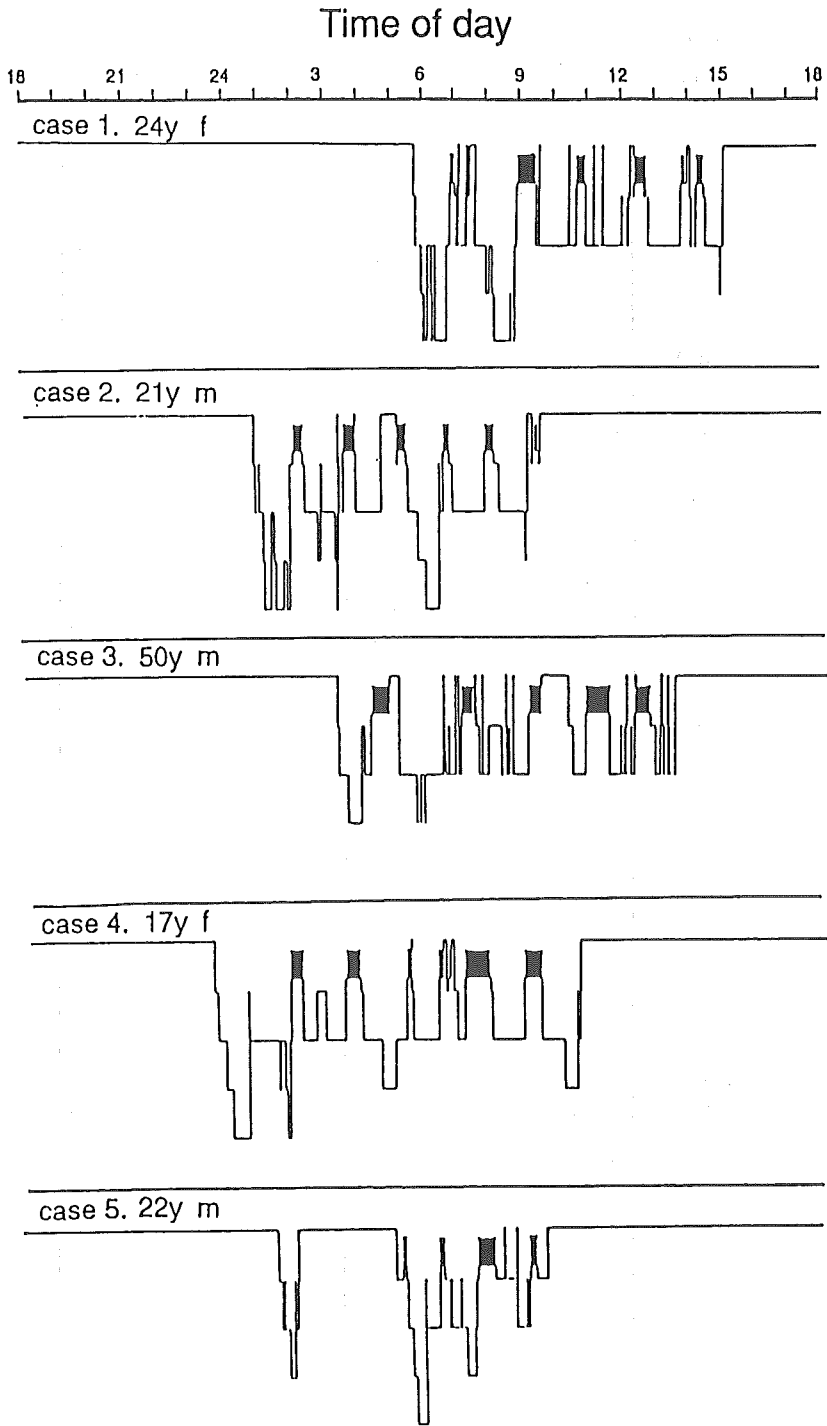 Time of day
18 21 24 3 6 9 12 15 18
case 1. 24y f
case 2. 21y m
case 3. 50y m
case 4. 17y f
case 5. 22y m